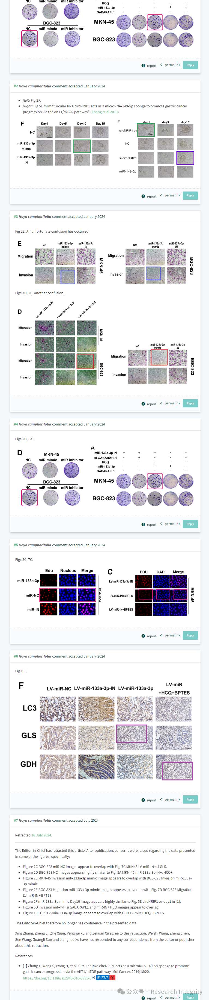 NC miR mimic miR inhibitor
BGC-823
NC miR mimic miR inhibitor
HCQ - - + - -
miR-133a-3p - - - + +
GABARAPL1 - - - - +
MKN-45
BGC-823
report permalink Reply
#2 Hoya camphorifolia comment accepted January 2024
[left] Fig 2F.
[right] Fig 5E from "Circular RNA circNRIP1 acts as a microRNA-149-5p sponge to promote gastric cancer
progression via the AKT1/mTOR pathway" (Zhang et al 2019).
F Day1 Day5 Day10 Day15
NC
miR-133a-3p
mimic
miR-133a-3p
IN
E day1 day5 day10
circNRIP1 ov
NC
si circNRIP1
miR-149-5p
report permalink Reply
#3 Hoya camphorifolia comment accepted January 2024
Fig 2E. An unfortunate confusion has occurred.
E NC miR-133a-3p mimic miR-133a-3p IN
Migration
Invasion
MKN-45
NC miR-133a-3p mimic miR-133a-3p IN
Migration
Invasion
BGC-823
Figs 7D, 2E. Another confusion.
D LV-miR-133a-3p IN LV-miR-IN+si GLS LV-miR-IN+BPTES
Migration
Invasion
MKN-45
Migration
Invasion
BGC-823
NC miR-133a-3p mimic miR-133a-3p IN
Migration
Invasion
BGC-823
report permalink Reply
#4 Hoya camphorifolia comment accepted January 2024
Figs 2D, 5A.
D MKN-45
NC miR mimic miR inhibitor
BGC-823
NC miR mimic miR inhibitor
A
miR-133a-3p IN + + + - -
si GABARAPL1 - + - - -
HCQ - - + - -
miR-133a-3p - - - + +
GABARAPL1 - - - - +
MKN-45
BGC-823
report permalink Reply
#5 Hoya camphorifolia comment accepted January 2024
Figs 2C, 7C.
Edu Nucleus Merge
miR-133a-3p
miR-NC
miR-IN
BGC-823
C EDU DAPI Merge
LV-miR-133a-3p IN
LV-miR-IN+si GLS
LV-miR-IN+BPTES
MKN-45
report permalink Reply
#6 Hoya camphorifolia comment accepted January 2024
Fig 10F.
F LV-miR-NC LV-miR-133a-3p-IN LV-miR-133a-3p LV-miR
+HCQ+BPTES
LC3
GLS
GDH
report permalink Reply
#7 Hoya camphorifolia comment accepted July 2024
Retracted 18 July 2024.
The Editor-in-Chief has retracted this article. After publication, concerns were raised regarding the data presented
in some of the figures, specifically:
Figure 2C BGC-823 miR-NC images appear to overlap with Fig. 7C MKN45 LV-miR-IN+si GLS.
Figure 2D BGC-823 NC images appears highly similar to Fig. 5A MKN-45 miR-133a-3p IN+, HCQ+.
Figure 2E MKN-45 Invasion miR-133a-3p mimic image appears to overlap with BGC-823 Invasion miR-133a-
3p mimic.
Figure 2E BGC-823 Migration miR-133a-3p mimic images appears to overlap with Fig. 7D BGC-823 Migration
LV-miR-IN+BPTES.
Figure 2F miR-133a-3p mimic Day10 image appears highly similar to Fig. 5E circNRIP1 ov day1 in [1].
Figure 5D invasion miR-IN+si GABARAPL1 and miR-IN+HCQ images appear to overlap.
Figure 10F GLS LV-miR-133a-3p image appears to overlap with GDH LV-miR+HCQ+BPTES.
The Editor-in-Chief therefore no longer has confidence in the presented data.
Xing Zhang, Zheng Li, Zhe Xuan, Penghui Xu and Zekuan Xu agree to this retraction. Weizhi Wang, Zheng Chen,
Sen Wang, Guangli Sun and Jianghao Xu have not responded to any correspondence from the editor or publisher
about this retraction.
References
[1] Zhang X, Wang S, Wang H, et al. Circular RNA circNRIP1 acts as a microRNA-149-5p sponge to promote
gastric cancer progression via the AKT1/mTOR pathway. Mol Cancer. 2019;18:20.
https://doi.org/10.1186/s12943-018-0935-5 IF: 27.7 Q1
公众号 · Research Integrity
report permalink Reply